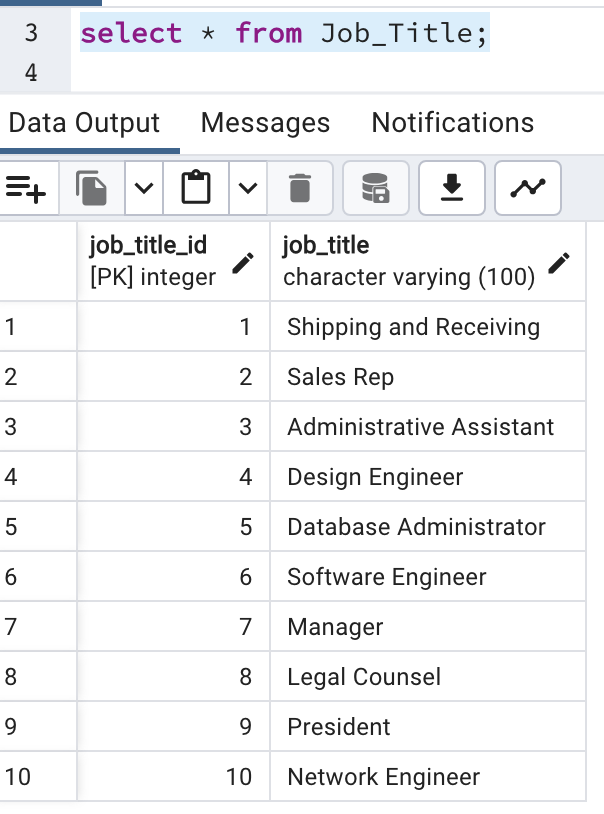 3 select * from Job_Title;
4
Data Output Messages Notifications
job_title_id job_title
[PK] integer character varying (100)
1 1 Shipping and Receiving
2 2 Sales Rep
3 3 Administrative Assistant
4 4 Design Engineer
5 5 Database Administrator
6 6 Software Engineer
7 7 Manager
8 8 Legal Counsel
9 9 President
10 10 Network Engineer